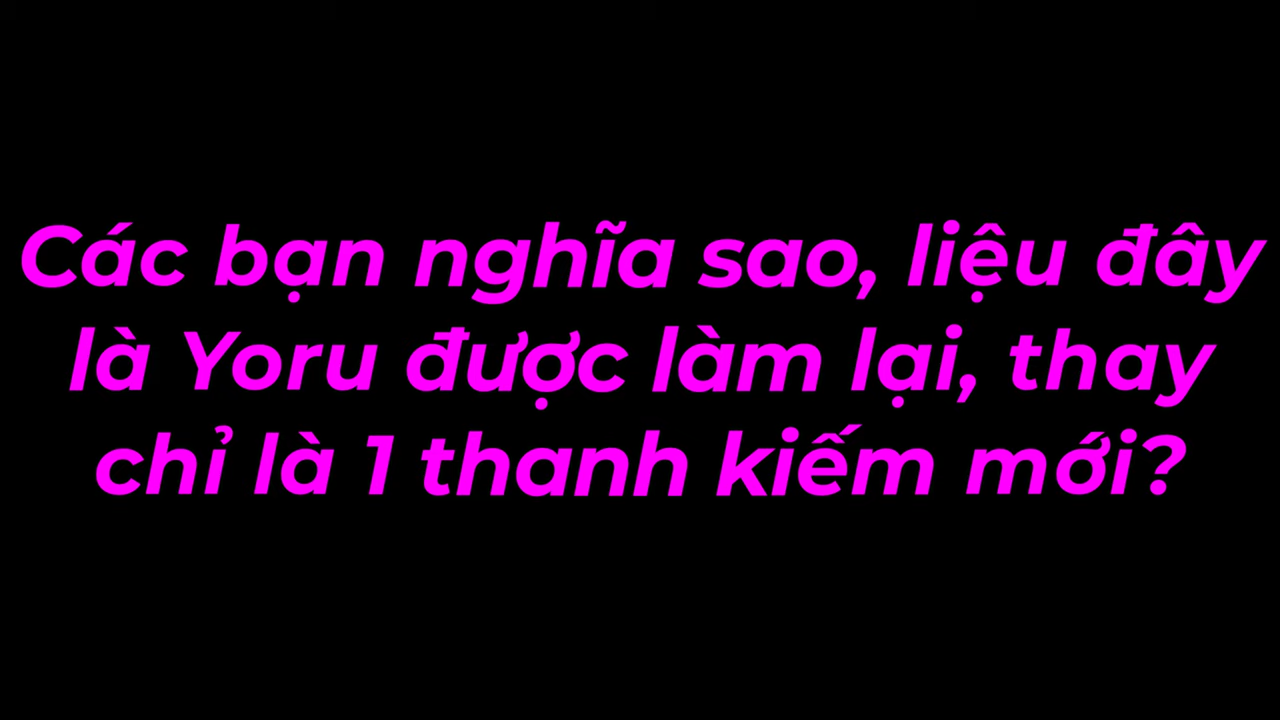 Các bạn nghĩa sao, liệu đây
là Yoru được làm lại, thay
chỉ là 1 thanh kiếm mới?